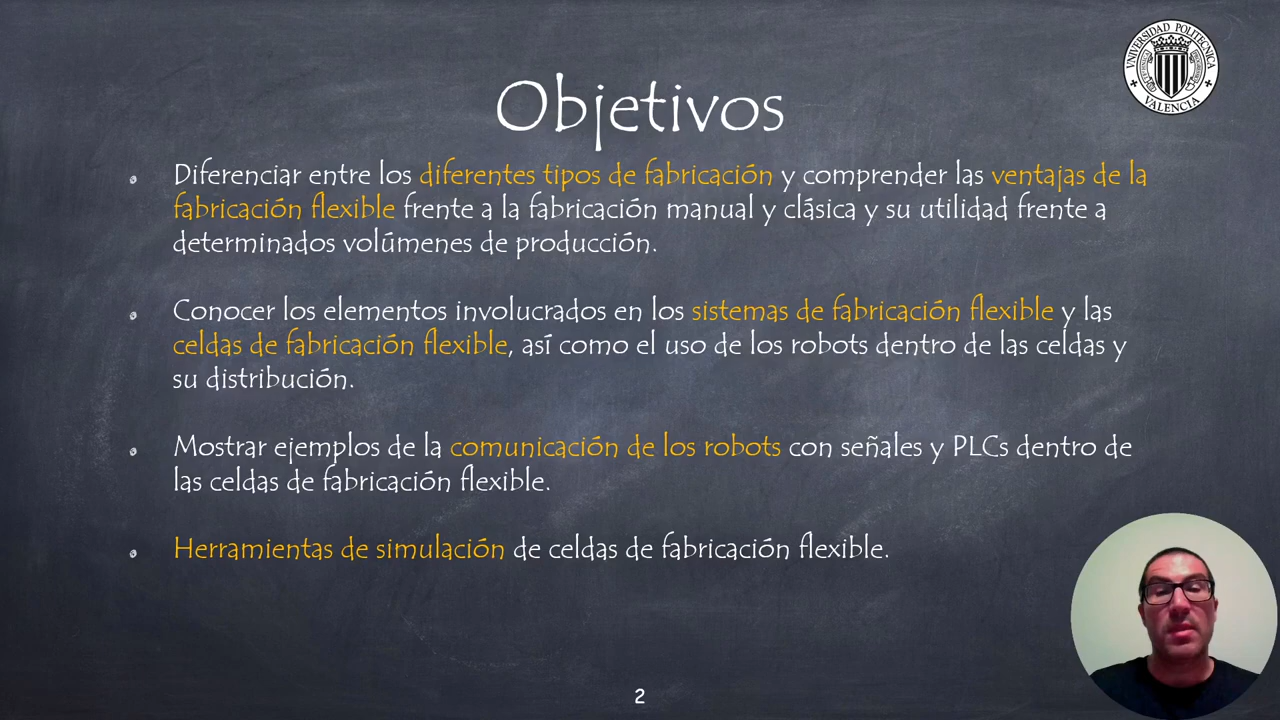 UNIVERSIDAD POLITECNICA
VALENCIA
Objetivos
Diferenciar entre los diferentes tipos de fabricación y comprender las ventajas de la
fabricación flexible frente a la fabricación manual y clásica y su utilidad frente a
determinados volúmenes de producción.
Conocer los elementos involucrados en los sistemas de fabricación flexible y las
celdas de fabricación flexible, así como el uso de los robots dentro de las celdas y
su distribución.
Mostrar ejemplos de la comunicación de los robots con señales y PLCs dentro de
las celdas de fabricación flexible.
Herramientas de simulación de celdas de fabricación flexible.
2